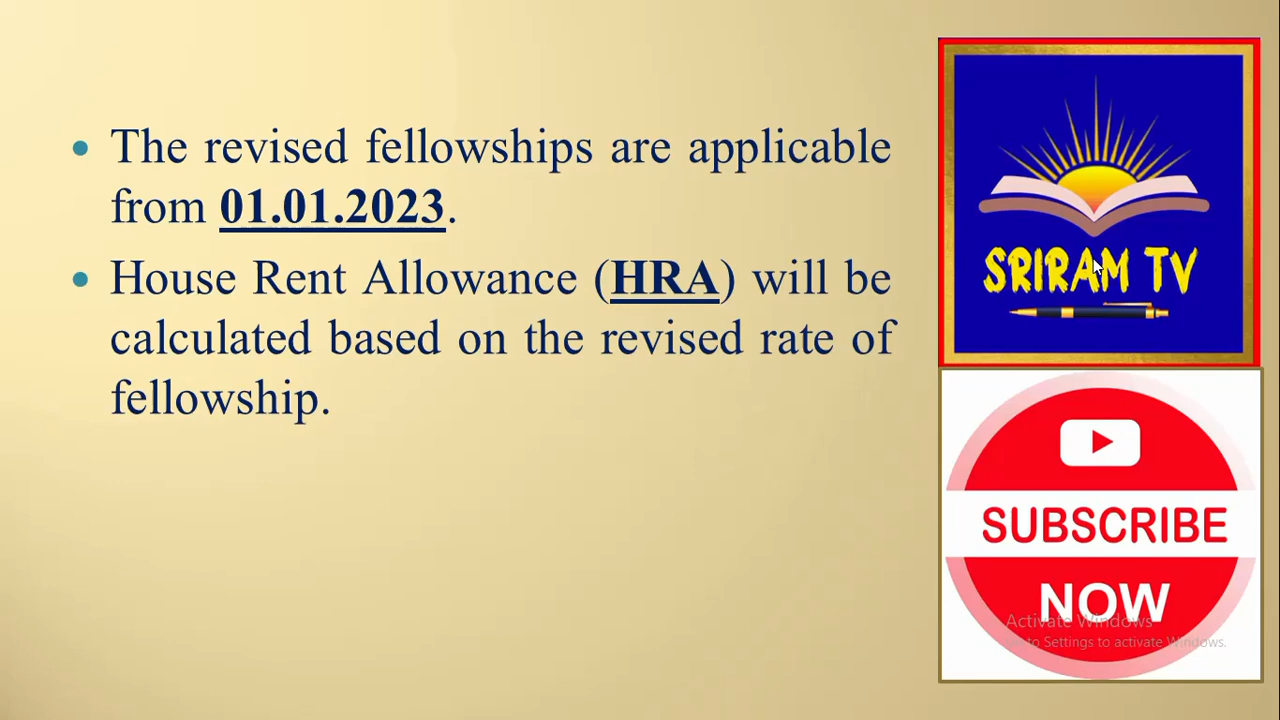 • The revised fellowships are applicable
from 01.01.2023.
• House Rent Allowance (HRA) will be
calculated based on the revised rate of
fellowship.
SRIRAM TV
SUBSCRIBE
NOW
Activate Windows
to Settings to activate Windows.